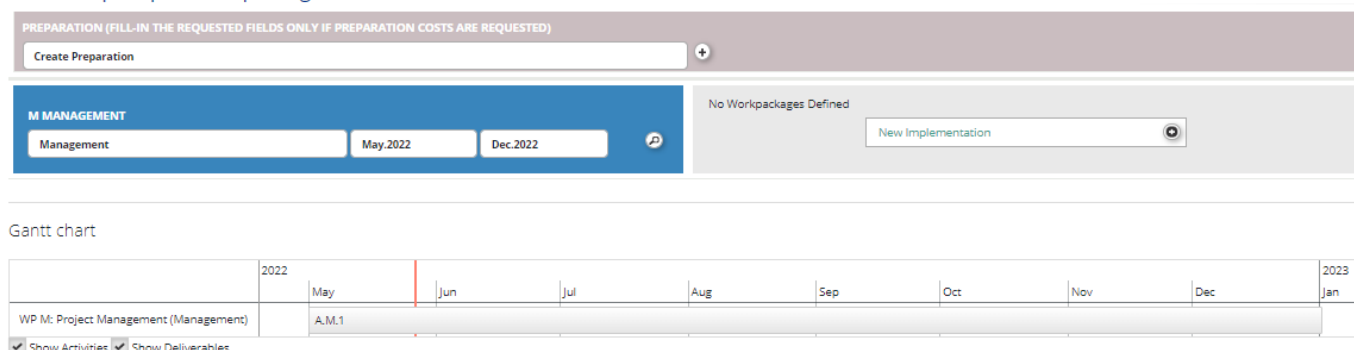 PREPARATION (FILL-IN THE REQUESTED FIELDS ONLY IF PREPARATION COSTS ARE REQUESTED)
Create Preparation
M MANAGEMENT
Management May.2022 Dec.2022
No Workpackages Defined
New Implementation
Gantt chart
2022 2023
May Jun Jul Aug Sep Oct Nov Dec Jan
WP M: Project Management (Management) A.M.1
Show Activities Show Deliverables